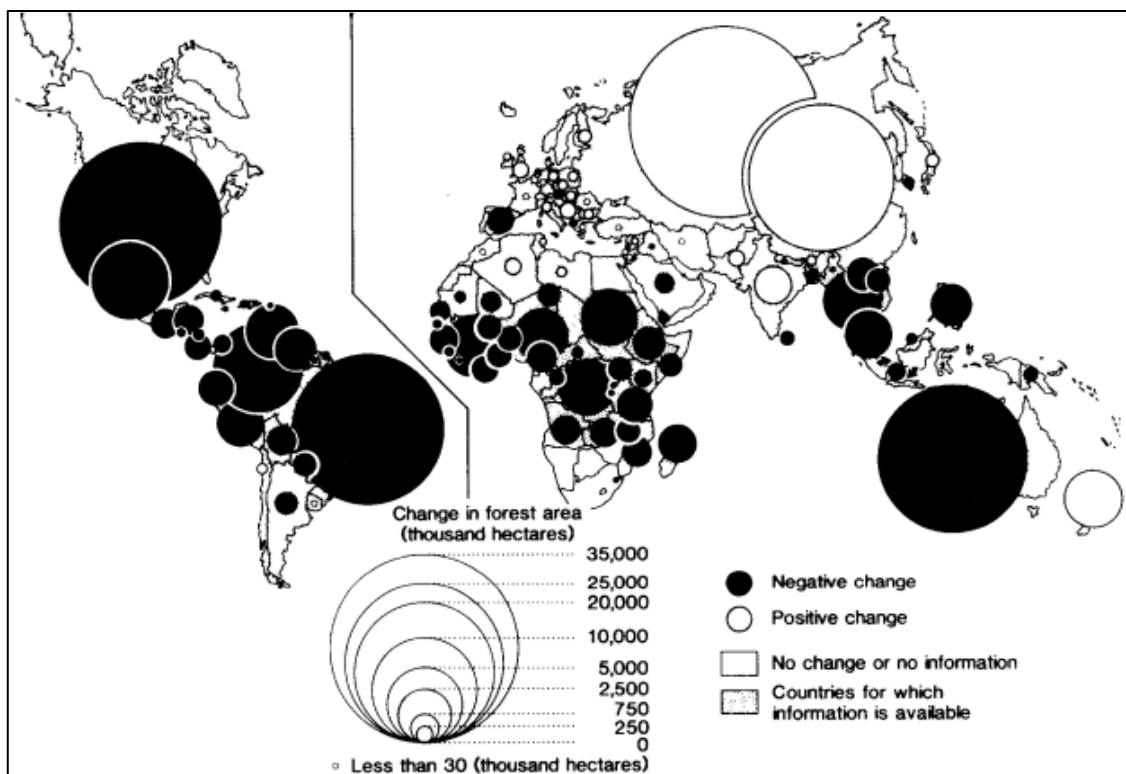 Change in forest area
(thousand hectares)
35,000
25,000
20,000
10,000
5,000
2,500
750
250
0
Less than 30 (thousand hectares)
Negative change
Positive change
No change or no information
Countries for which
information is available